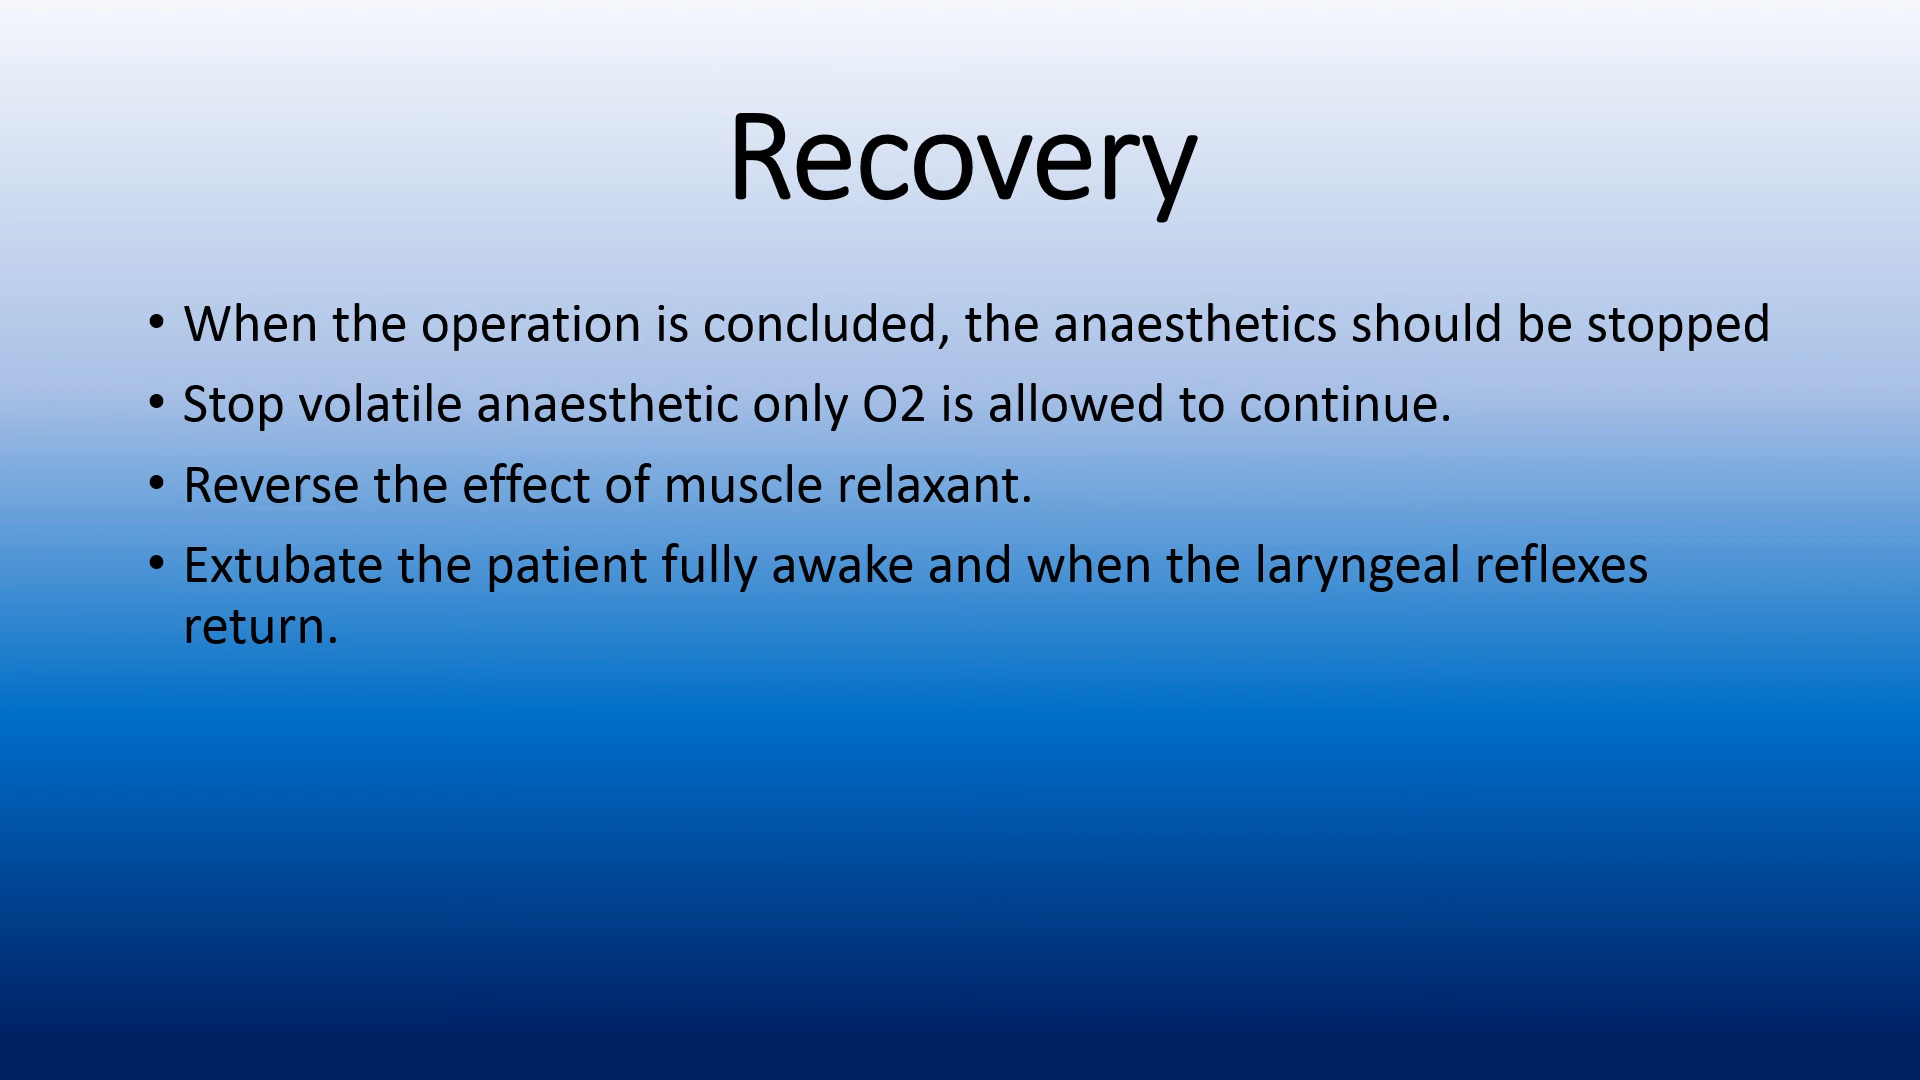 Recovery
• When the operation is concluded, the anaesthetics should be stopped
• Stop volatile anaesthetic only O2 is allowed to continue.
• Reverse the effect of muscle relaxant.
• Extubate the patient fully awake and when the laryngeal reflexes
return.